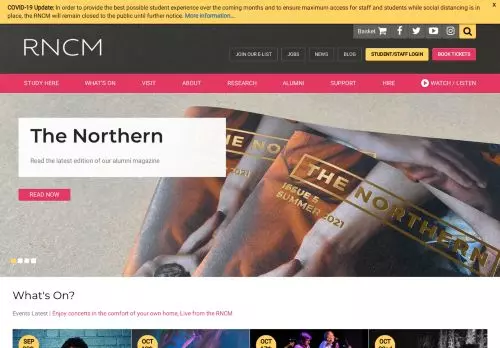 COVID-19 Update: In order to provide the best possible student experience over the coming months and to ensure maximum access for staff and students while social distancing is in x
place, the RNCM will remain closed to the public until further notice. More information...
RNCM
Basket
JOIN OUR E-LIST JOBS NEWS BLOG STUDENT/STAFF LOGIN BOOK TICKETS
STUDY HERE WHAT'S ON VISIT ABOUT RESEARCH ALUMNI SUPPORT HIRE WATCH / LISTEN
The Northern
Read the latest edition of our alumni magazine
READ NOW
THE NORTHERN
ISSUE 5
SUMMER 2021
THE NORTHERN
What's On?
Events Latest | Enjoy concerts in the comfort of your own home, Live from the RNCM
SEP OCT OCT OCT